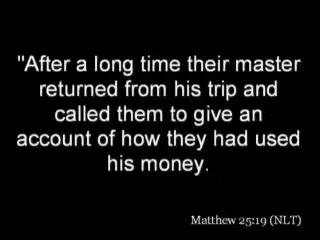 "After a long time their master
returned from his trip and
called them to give an
account of how they had used
his money.
Matthew 25:19 (NLT)